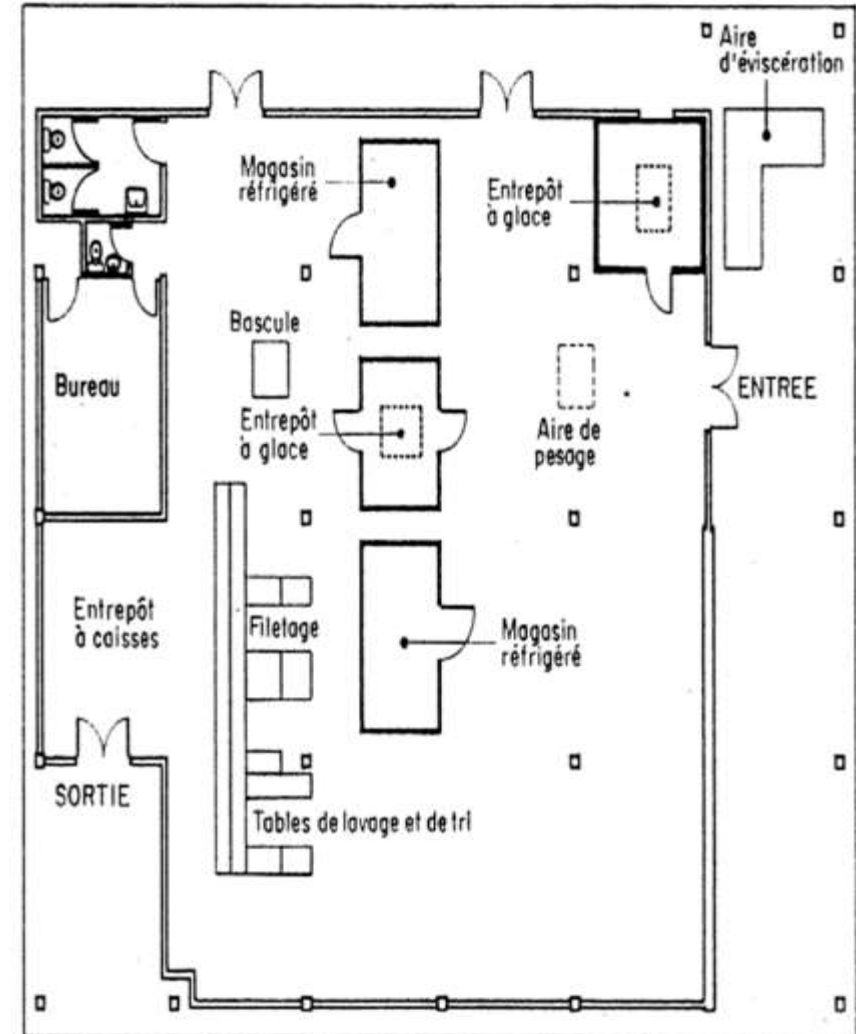 Aire
d'éviscération
Magasin
réfrigéré
Entrepôt
à glace
Bascule
Bureau
ENTREE
Entrepôt
à glace
Aire de
pesage
Entrepôt
à caisses
Filetage
Magasin
réfrigéré
SORTIE
Tables de lavage et de tri